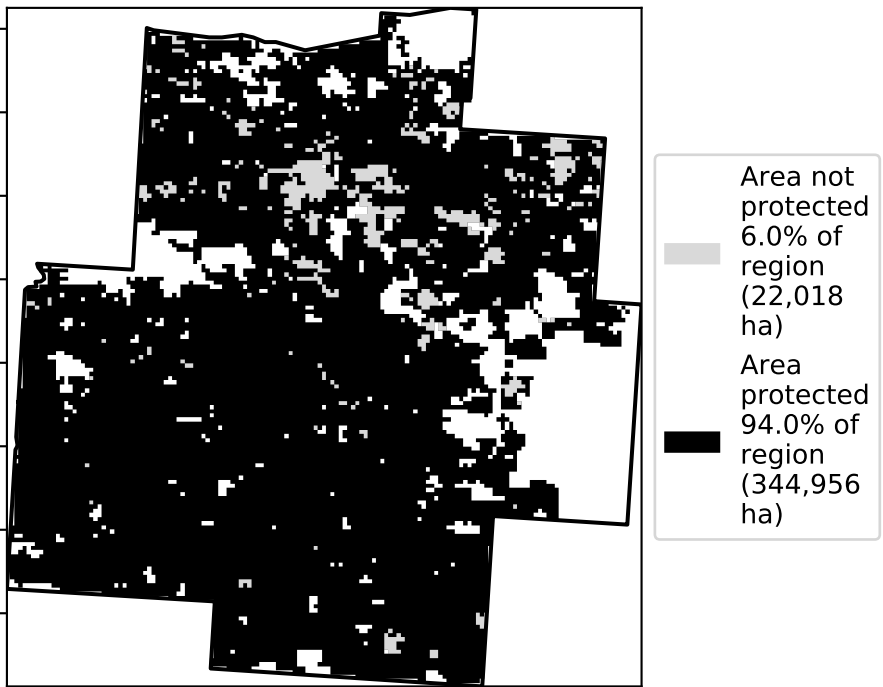 Area not
protected
6.0% of
region
(22,018
ha)
Area
protected
94.0% of
region
(344,956
ha)